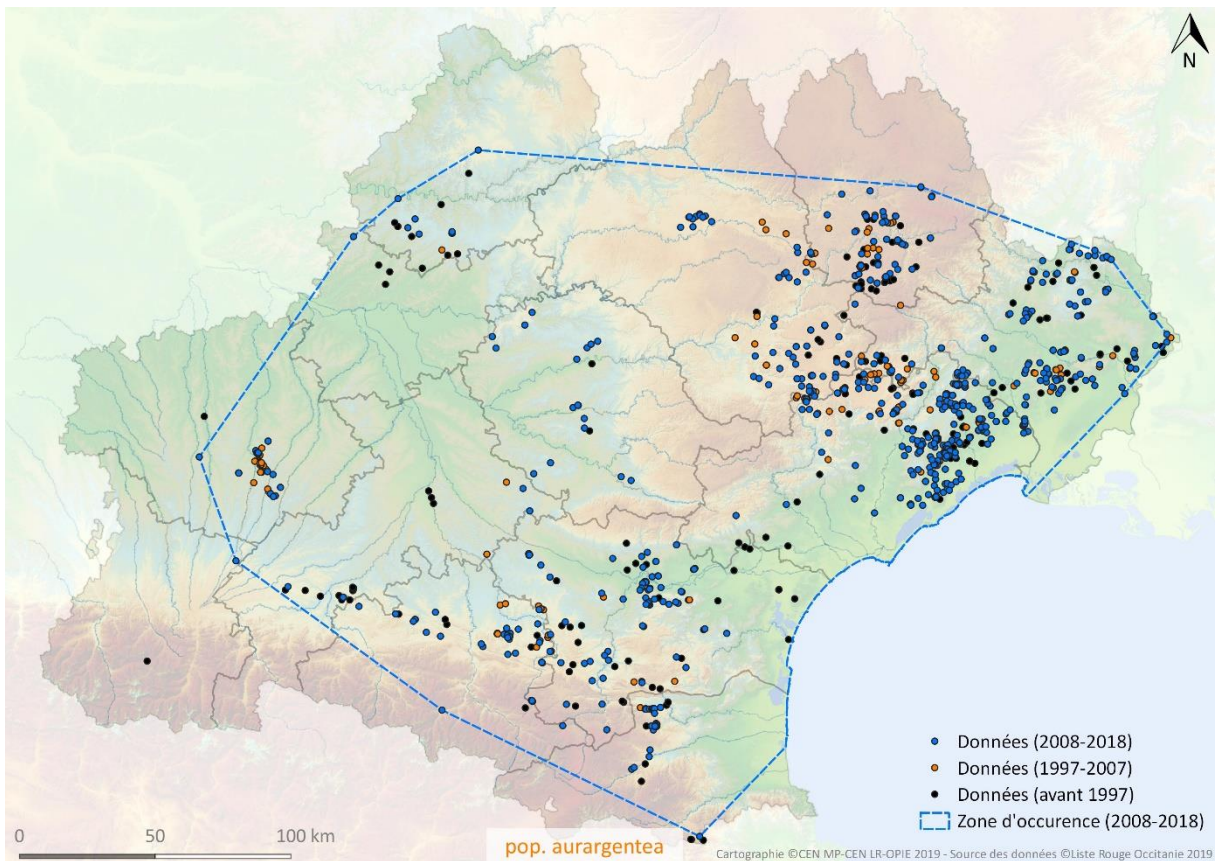 N
Données (2008-2018)
Données (1997-2007)
Données (avant 1997)
Zone d'occurence (2008-2018)
0 50 100 km
pop. aurargentea
Cartographie ©CEN MP-CEN LR-OPIE 2019 - Source des données ©Liste Rouge Occitanie 2019